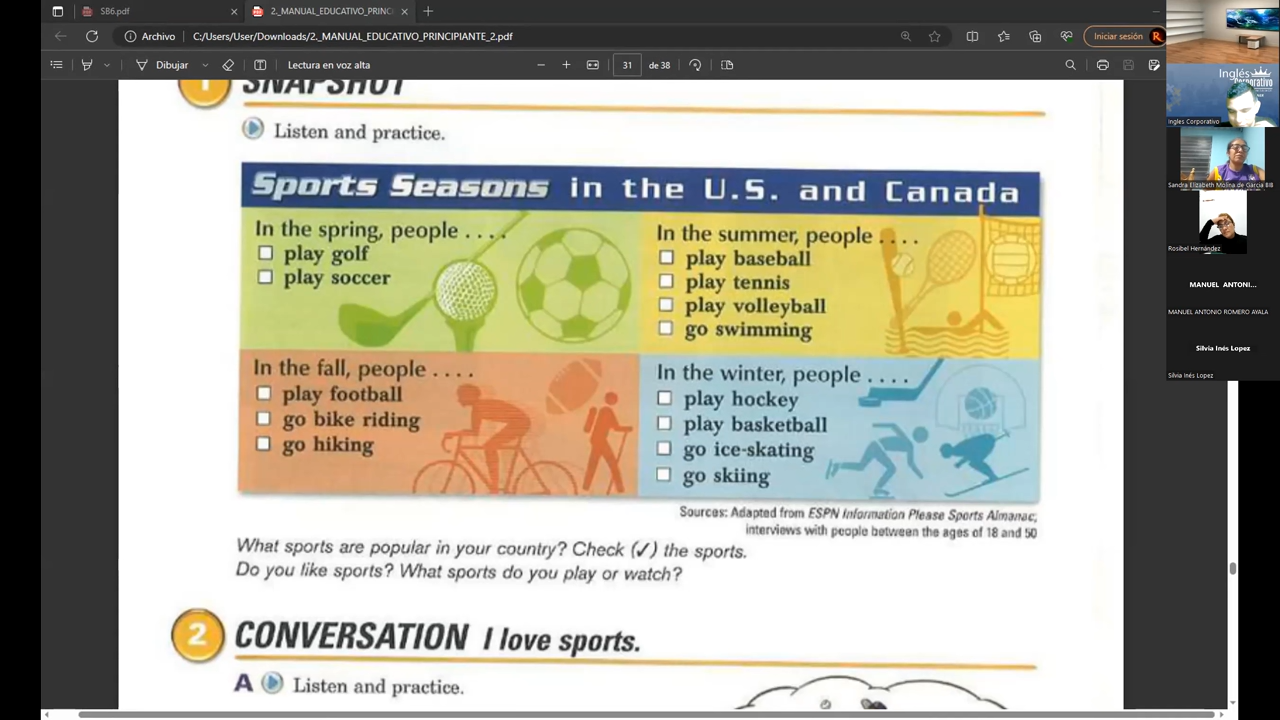 SB6.pdf
2._MANUAL_EDUCATIVO_PRINCI
Archivo
C:/Users/User/Downloads/2._MANUAL_EDUCATIVO_PRINCIPIANTE_2.pdf
Iniciar sesión
Dibujar
Lectura en voz alta
31
de 38
1 SNAPSHOT
Listen and practice.
Sports Seasons in the U.S. and Canada
In the spring, people . . . .
play golf
play soccer
In the summer, people . . . .
play baseball
play tennis
play volleyball
go swimming
In the fall, people . . . .
play football
go bike riding
go hiking
In the winter, people . . . .
play hockey
play basketball
go ice-skating
go skiing
Sources: Adapted from ESPN Information Please Sports Almanac;
interviews with people between the ages of 18 and 50
What sports are popular in your country? Check (✓) the sports.
Do you like sports? What sports do you play or watch?
2 CONVERSATION I love sports.
A Listen and practice.
Inglés
Corporativo
Ingles Corporativo
Sandra Elizabeth Molina de Garcia
Rosibel Hernández
MANUEL ANTONI...
MANUEL ANTONIO ROMERO AYALA
Silvia Inés Lopez
Silvia Inés Lopez